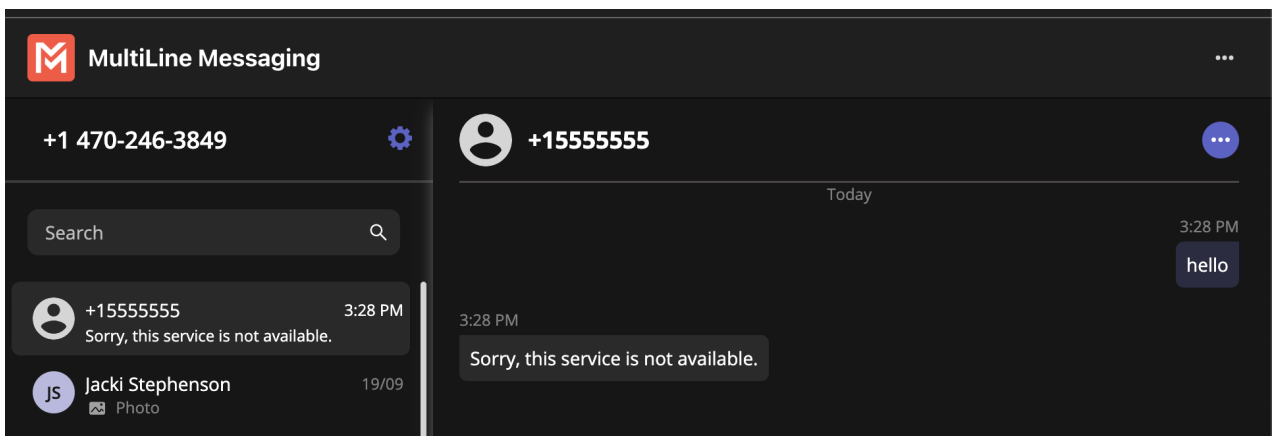 MultiLine Messaging
+1 470-246-3849
Search
+15555555 3:28 PM
Sorry, this service is not available.
JS Jacki Stephenson 19/09
Photo
+15555555
Today
3:28 PM
hello
3:28 PM
Sorry, this service is not available.